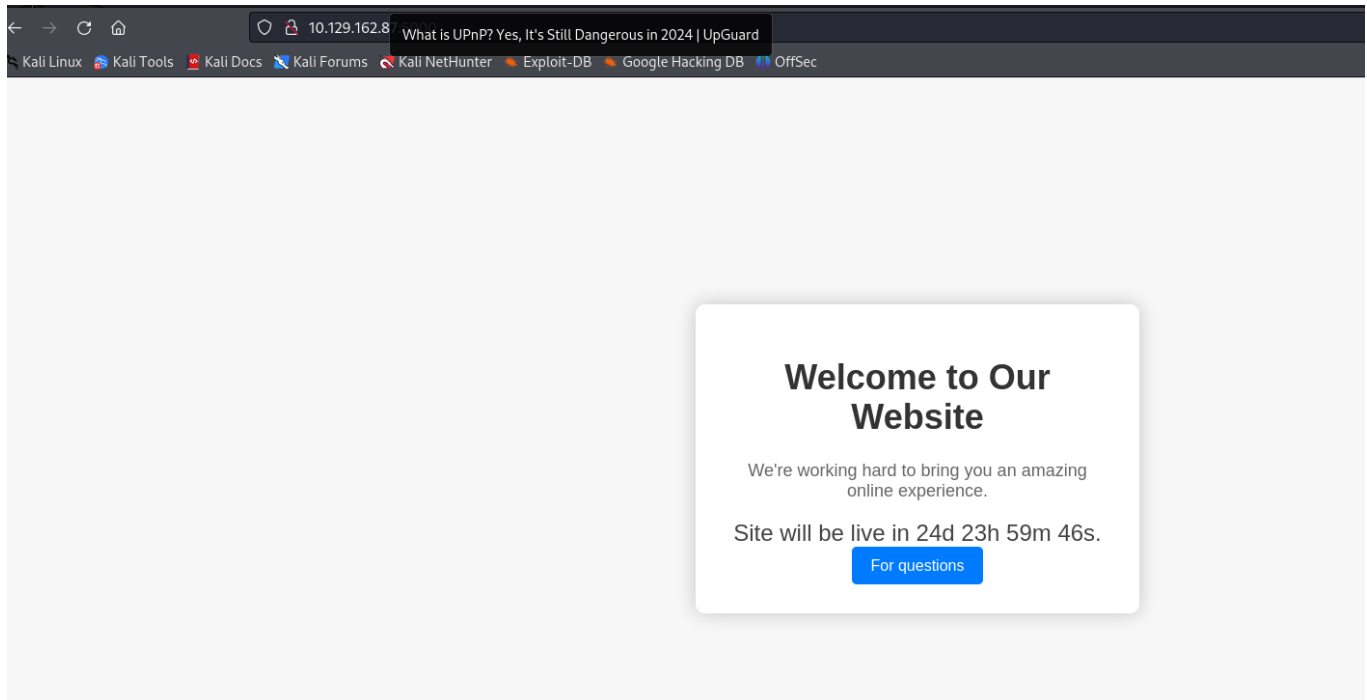 10.129.162.8
What is UPnP? Yes, It's Still Dangerous in 2024 | UpGuard
Kali Linux Kali Tools Kali Docs Kali Forums Kali NetHunter Exploit-DB Google Hacking DB OffSec
Welcome to Our
Website
We're working hard to bring you an amazing
online experience.
Site will be live in 24d 23h 59m 46s.
For questions